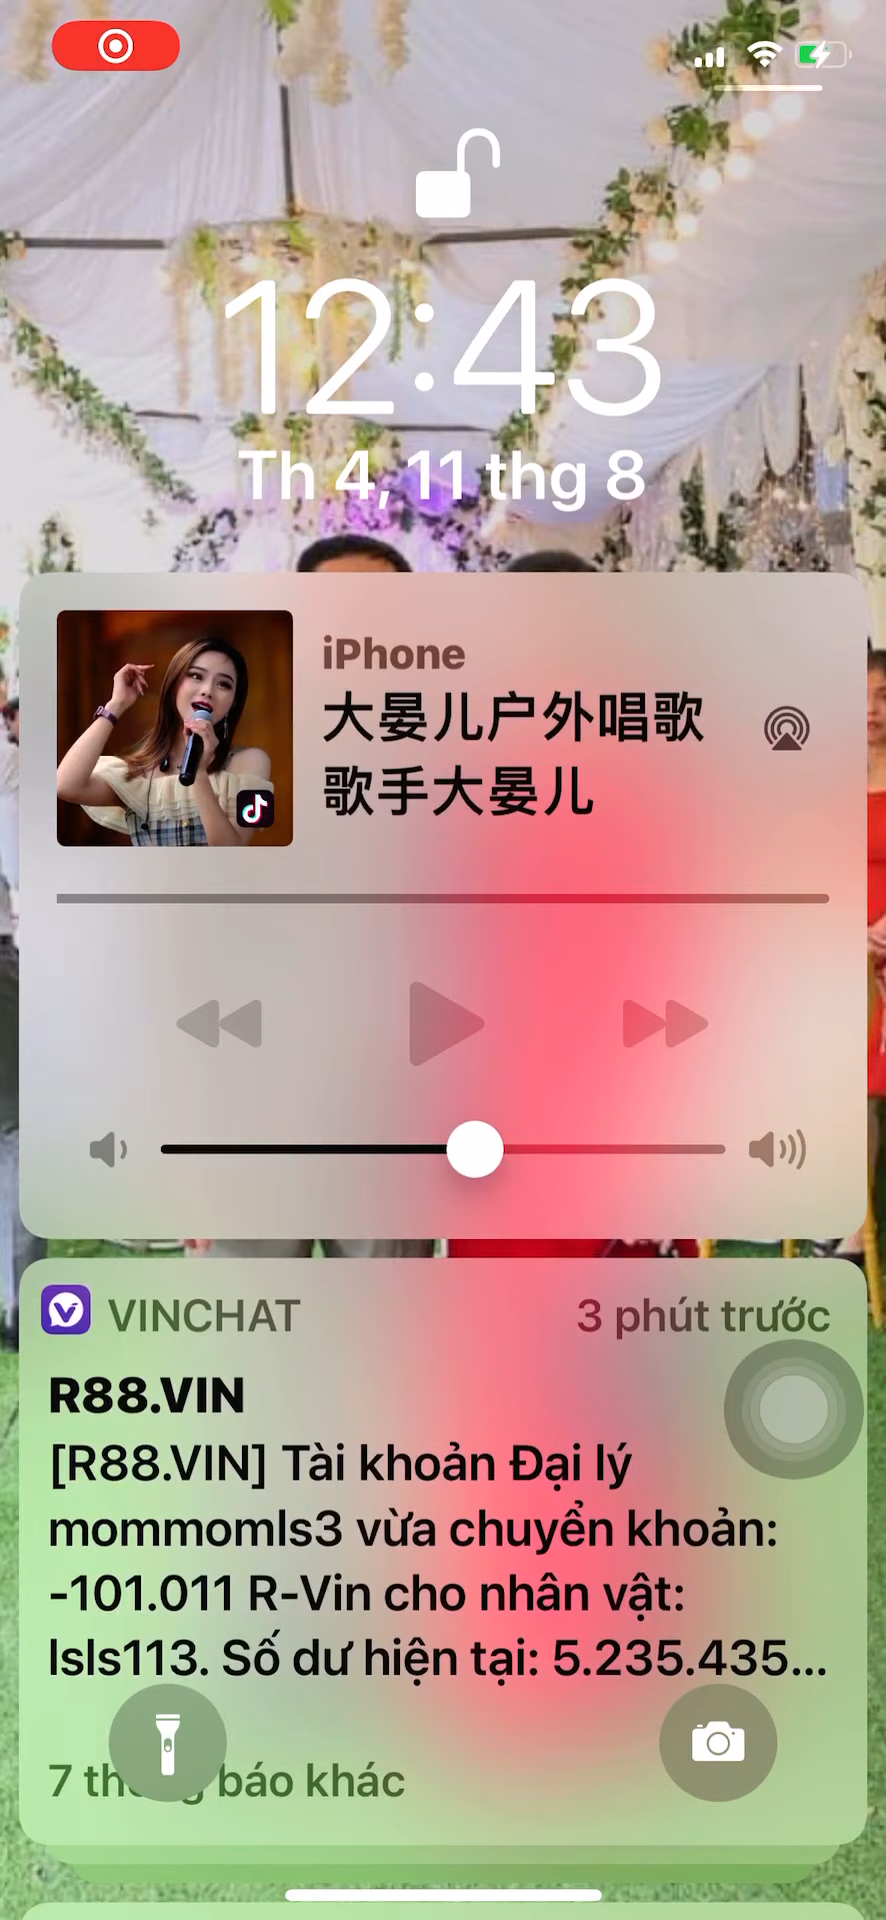 12:43
Th 4, 11 thg 8
iPhone
大晏儿户外唱歌
歌手大晏儿
VINCHAT
3 phút trước
R88.VIN
[R88.VIN] Tài khoản Đại lý
mommomls3 vừa chuyển khoản:
-101.011 R-Vin cho nhân vật:
lsls113. Số dư hiện tại: 5.235.435...
7 thông báo khác